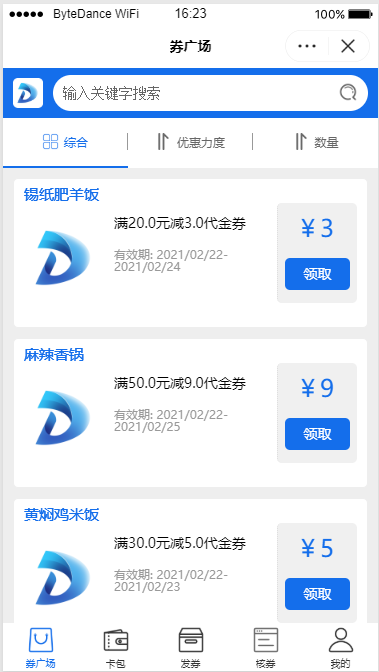 ByteDance WiFi 16:23 100%
券广场
输入关键字搜索
综合 优惠力度 数量
锡纸肥羊饭
满20.0元减3.0代金券
有效期: 2021/02/22-
2021/02/24
¥ 3
领取
麻辣香锅
满50.0元减9.0代金券
有效期: 2021/02/22-
2021/02/25
¥ 9
领取
黄焖鸡米饭
满30.0元减5.0代金券
有效期: 2021/02/22-
2021/02/23
¥ 5
领取
券广场 卡包 发券 核券 我的